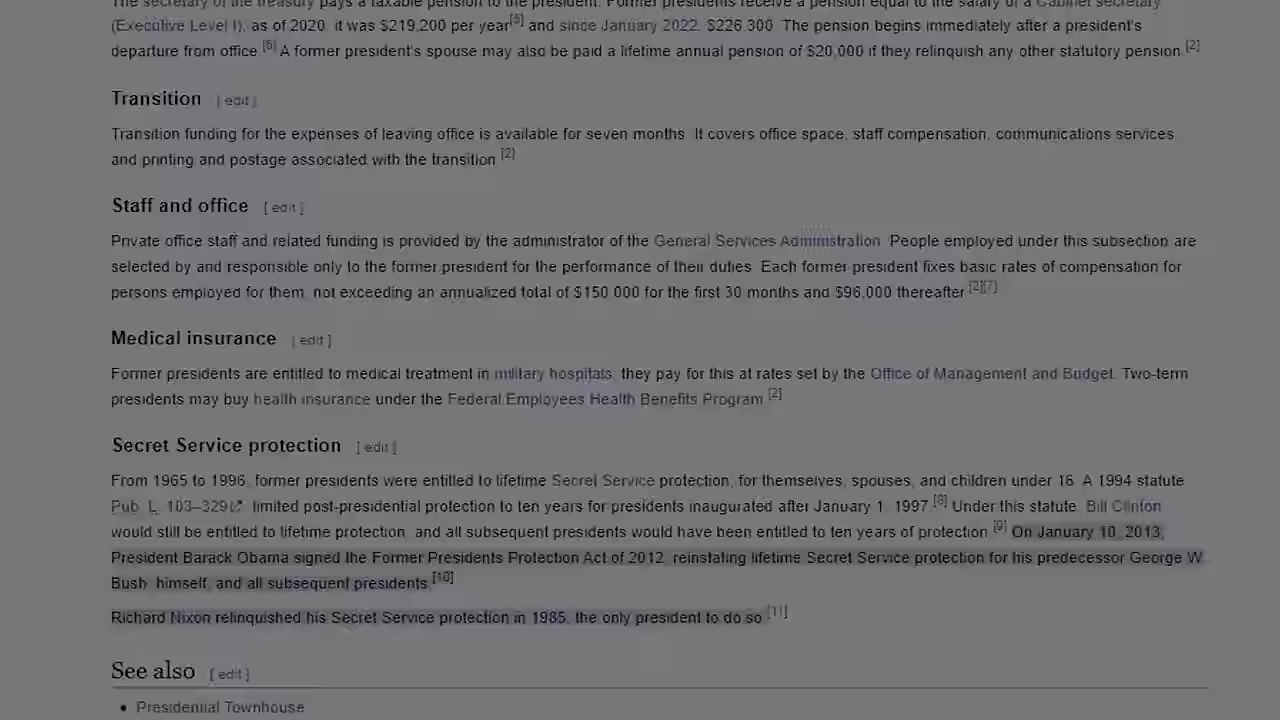 The secretary of the treasury pays a taxable pension to the president. Former presidents receive a pension equal to the salary of a Cabinet secretary
(Executive Level I); as of 2020, it was $219,200 per year[5] and since January 2022, $226,300. The pension begins immediately after a president's
departure from office.[6] A former president's spouse may also be paid a lifetime annual pension of $20,000 if they relinquish any other statutory pension.[2]
Transition [ edit ]
Transition funding for the expenses of leaving office is available for seven months. It covers office space, staff compensation, communications services,
and printing and postage associated with the transition.[2]
Staff and office [ edit ]
Private office staff and related funding is provided by the administrator of the General Services Administration. People employed under this subsection are
selected by and responsible only to the former president for the performance of their duties. Each former president fixes basic rates of compensation for
persons employed for them, not exceeding an annualized total of $150,000 for the first 30 months and $96,000 thereafter.[2][7]
Medical insurance [ edit ]
Former presidents are entitled to medical treatment in military hospitals; they pay for this at rates set by the Office of Management and Budget. Two-term
presidents may buy health insurance under the Federal Employees Health Benefits Program.[2]
Secret Service protection [ edit ]
From 1965 to 1996, former presidents were entitled to lifetime Secret Service protection, for themselves, spouses, and children under 16. A 1994 statute,
Pub. L. 103–329, limited post-presidential protection to ten years for presidents inaugurated after January 1, 1997.[8] Under this statute, Bill Clinton
would still be entitled to lifetime protection, and all subsequent presidents would have been entitled to ten years of protection.[9] On January 10, 2013,
President Barack Obama signed the Former Presidents Protection Act of 2012, reinstating lifetime Secret Service protection for his predecessor George W.
Bush, himself, and all subsequent presidents.[10]
Richard Nixon relinquished his Secret Service protection in 1985, the only president to do so.[11]
See also [ edit ]
• Presidential Townhouse